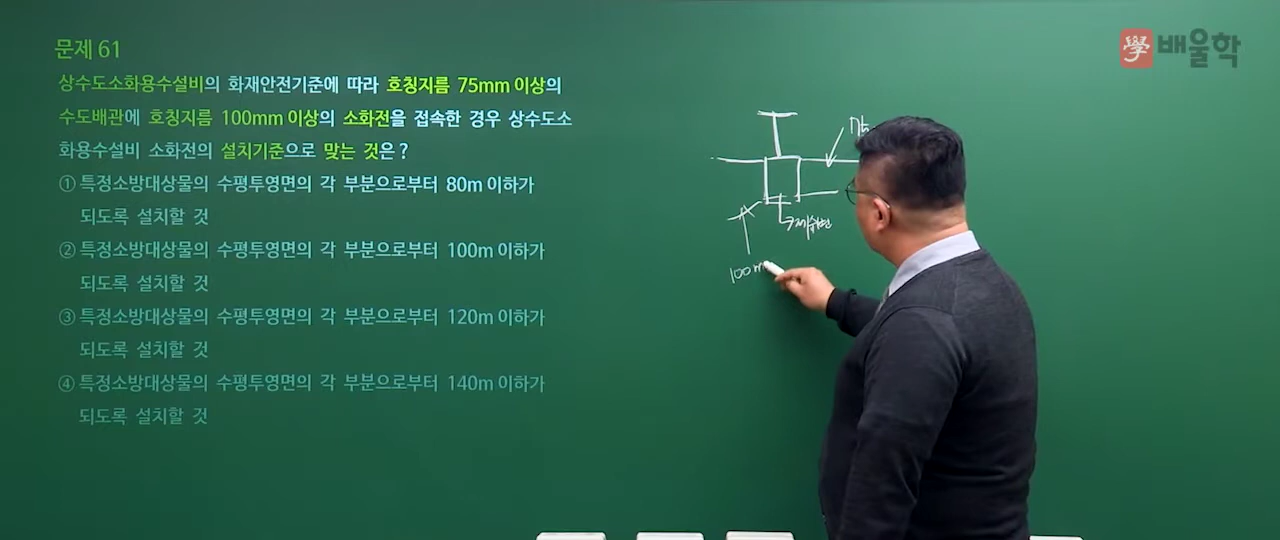 문제 61
學 배울학
상수도소화용수설비의 화재안전기준에 따라 호칭지름 75mm 이상의
수도배관에 호칭지름 100mm 이상의 소화전을 접속한 경우 상수도소
화용수설비 소화전의 설치기준으로 맞는 것은?
① 특정소방대상물의 수평투영면의 각 부분으로부터 80m 이하가
되도록 설치할 것
② 특정소방대상물의 수평투영면의 각 부분으로부터 100m 이하가
되도록 설치할 것
③ 특정소방대상물의 수평투영면의 각 부분으로부터 120m 이하가
되도록 설치할 것
④ 특정소방대상물의 수평투영면의 각 부분으로부터 140m 이하가
되도록 설치할 것
제수변
100m